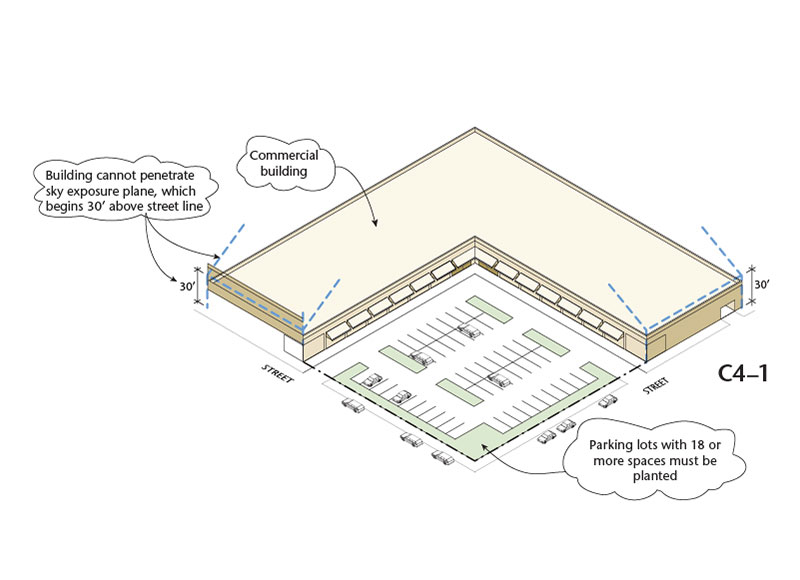 Commercial
building
Building cannot penetrate
sky exposure plane, which
begins 30’ above street line
30’
30’
STREET
STREET
C4–1
Parking lots with 18 or
more spaces must be
planted